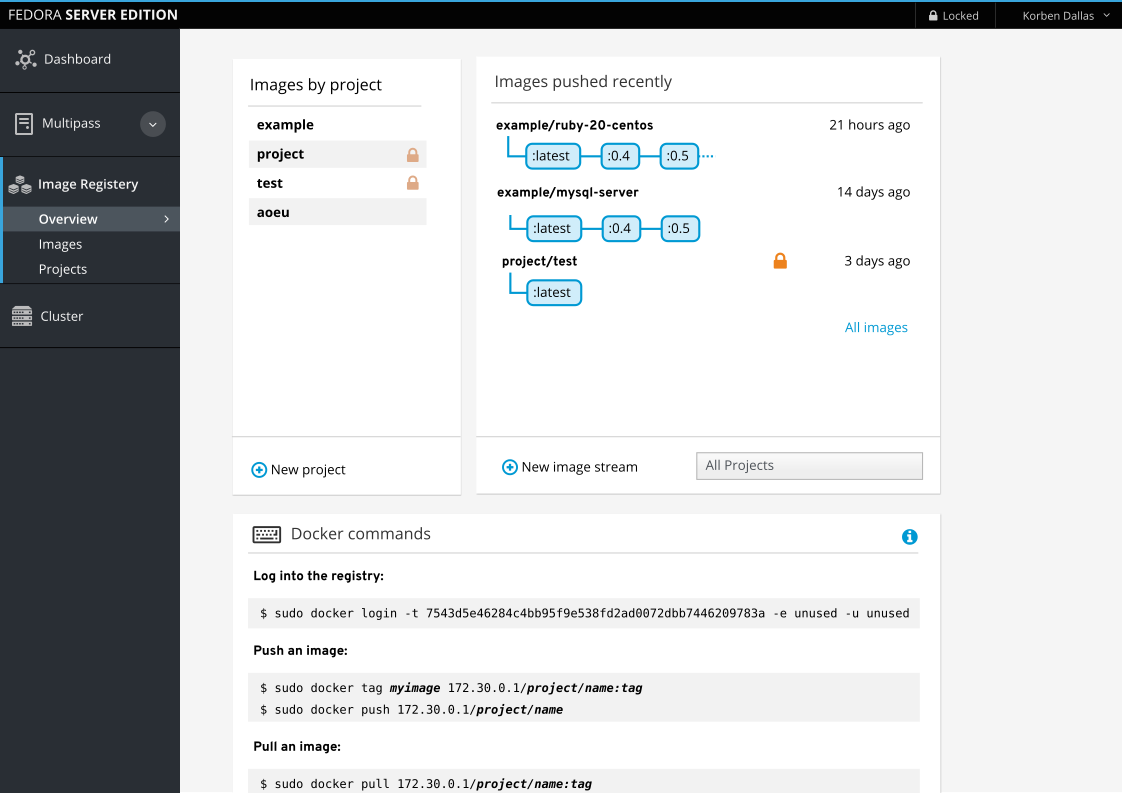 FEDORA SERVER EDITION
Locked
Korben Dallas
Dashboard
Multipass
Image Registery
Overview
Images
Projects
Cluster
Images by project
example
project
test
aoeu
New project
Images pushed recently
example/ruby-20-centos 21 hours ago
:latest :0.4 :0.5
example/mysql-server 14 days ago
:latest :0.4 :0.5
project/test 3 days ago
:latest
All images
New image stream
All Projects
Docker commands
Log into the registry:
$ sudo docker login -t 7543d5e46284c4bb95f9e538fd2ad0072dbb7446209783a -e unused -u unused
Push an image:
$ sudo docker tag myimage 172.30.0.1/project/name:tag
$ sudo docker push 172.30.0.1/project/name
Pull an image:
$ sudo docker pull 172.30.0.1/project/name:tag